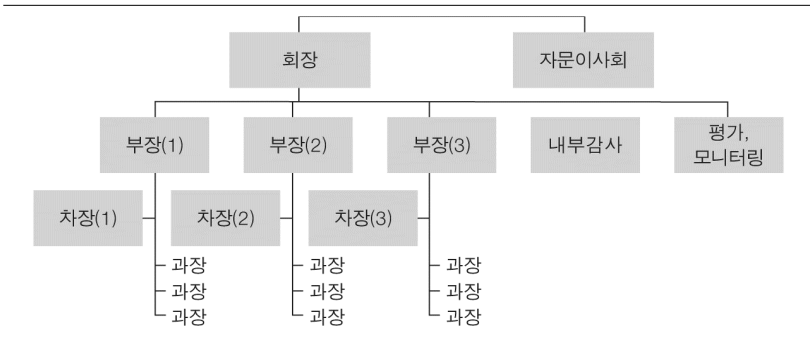 회장
자문이사회
부장(1)
부장(2)
부장(3)
내부감사
평가,
모니터링
차장(1)
차장(2)
차장(3)
과장
과장
과장
과장
과장
과장
과장
과장
과장